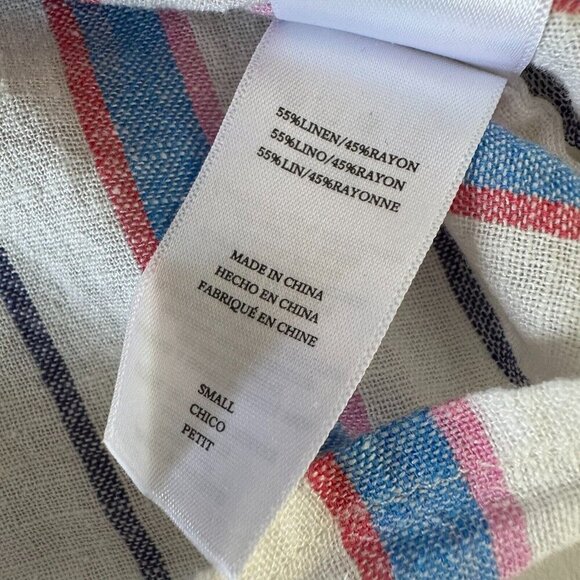 55%LINEN/45%RAYON
55%LINO/45%RAYON
55%LIN/45%RAYONNE
MADE IN CHINA
HECHO EN CHINA
FABRIQUÉ EN CHINE
SMALL
CHICO
PETIT